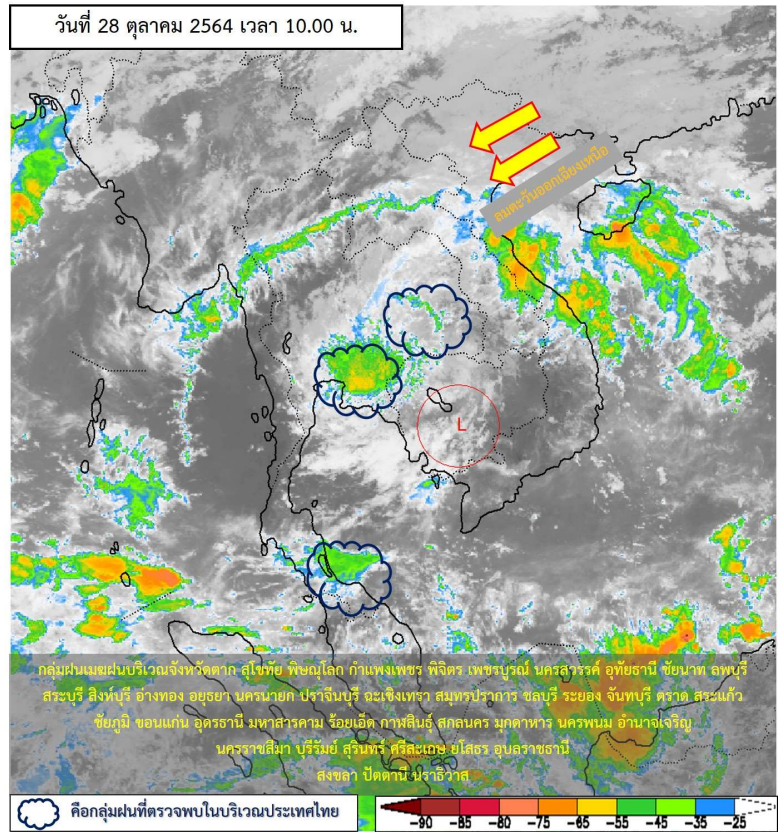 วันที่ 28 ตุลาคม 2564 เวลา 10.00 น.
ลมตะวันออกเฉียงเหนือ
L
กลุ่มฝนเมฆฝนบริเวณจังหวัดตาก สุโขทัย พิษณุโลก กำแพงเพชร พิจิตร เพชรบูรณ์ นครสวรรค์ อุทัยธานี ชัยนาท ลพบุรี
สระบุรี สิงห์บุรี อ่างทอง อยุธยา นครนายก ปราจีนบุรี ฉะเชิงเทรา สมุทรปราการ ชลบุรี ระยอง จันทบุรี ตราด สระแก้ว
ชัยภูมิ ขอนแก่น อุดรธานี มหาสารคาม ร้อยเอ็ด กาฬสินธุ์ สกลนคร มุกดาหาร นครพนม อำนาจเจริญ
นครราชสีมา บุรีรัมย์ สุรินทร์ ศรีสะเกษ ยโสธร อุบลราชธานี
สงขลา ปัตตานี นราธิวาส
คือกลุ่มฝนที่ตรวจพบในบริเวณประเทศไทย
-90 -85 -80 -75 -65 -55 -45 -35 -25